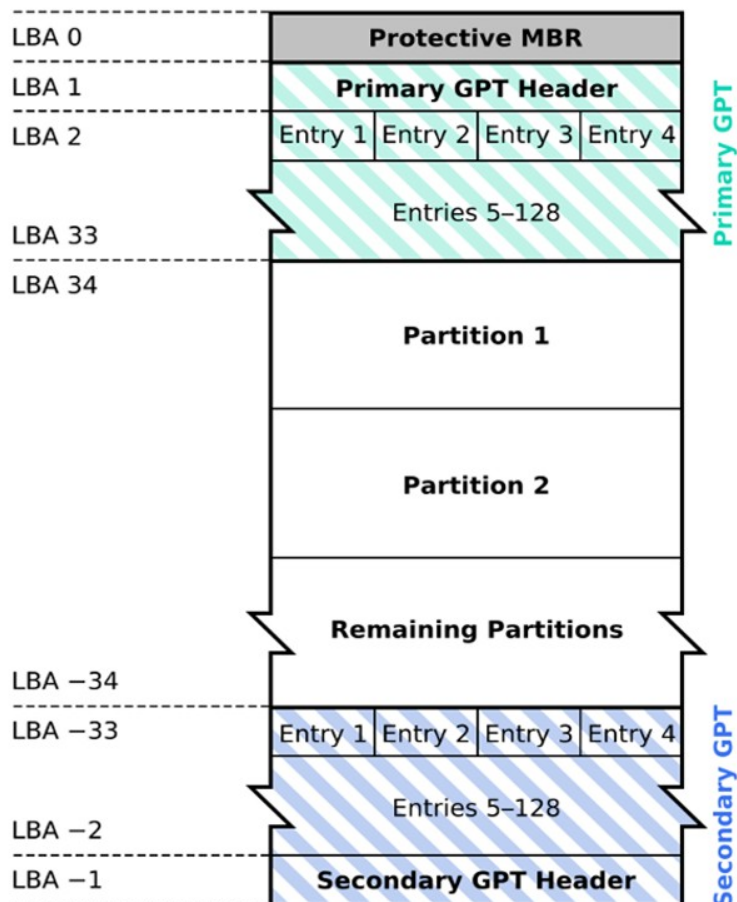 LBA 0
Protective MBR
LBA 1
Primary GPT Header
LBA 2
Entry 1 Entry 2 Entry 3 Entry 4
Entries 5–128
LBA 33
Primary GPT
LBA 34
Partition 1
Partition 2
Remaining Partitions
LBA −34
LBA −33
Entry 1 Entry 2 Entry 3 Entry 4
Entries 5–128
LBA −2
LBA −1
Secondary GPT Header
Secondary GPT